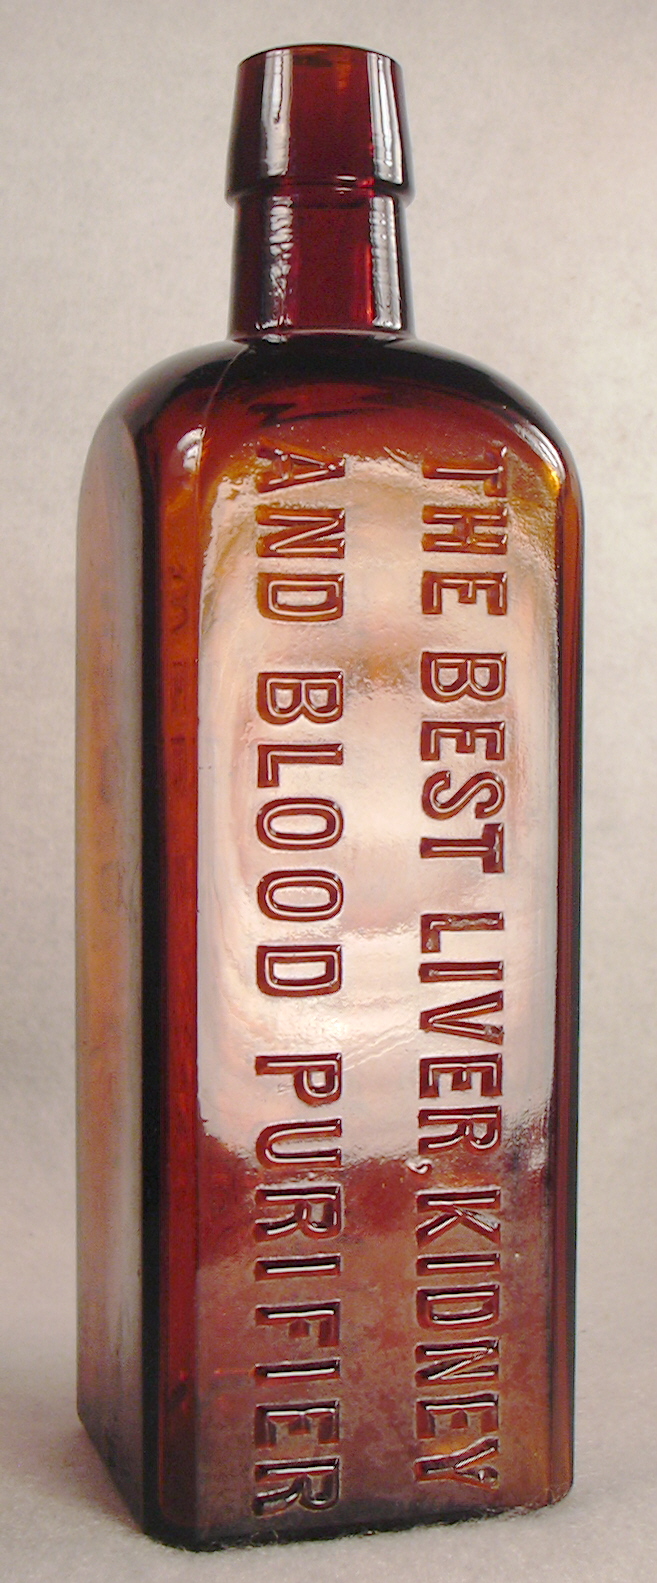 THE BEST LIVER, KIDNEY
AND BLOOD PURIFIER